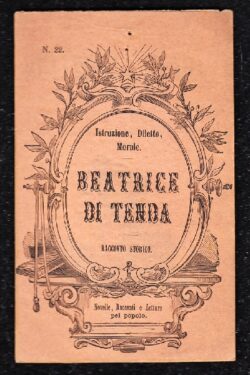 N. 22.
Istruzione, Diletto,
Morale.
BEATRICE
DI TENDA
RACCONTO STORICO.
Novelle, Racconti e Letture
pel popolo.